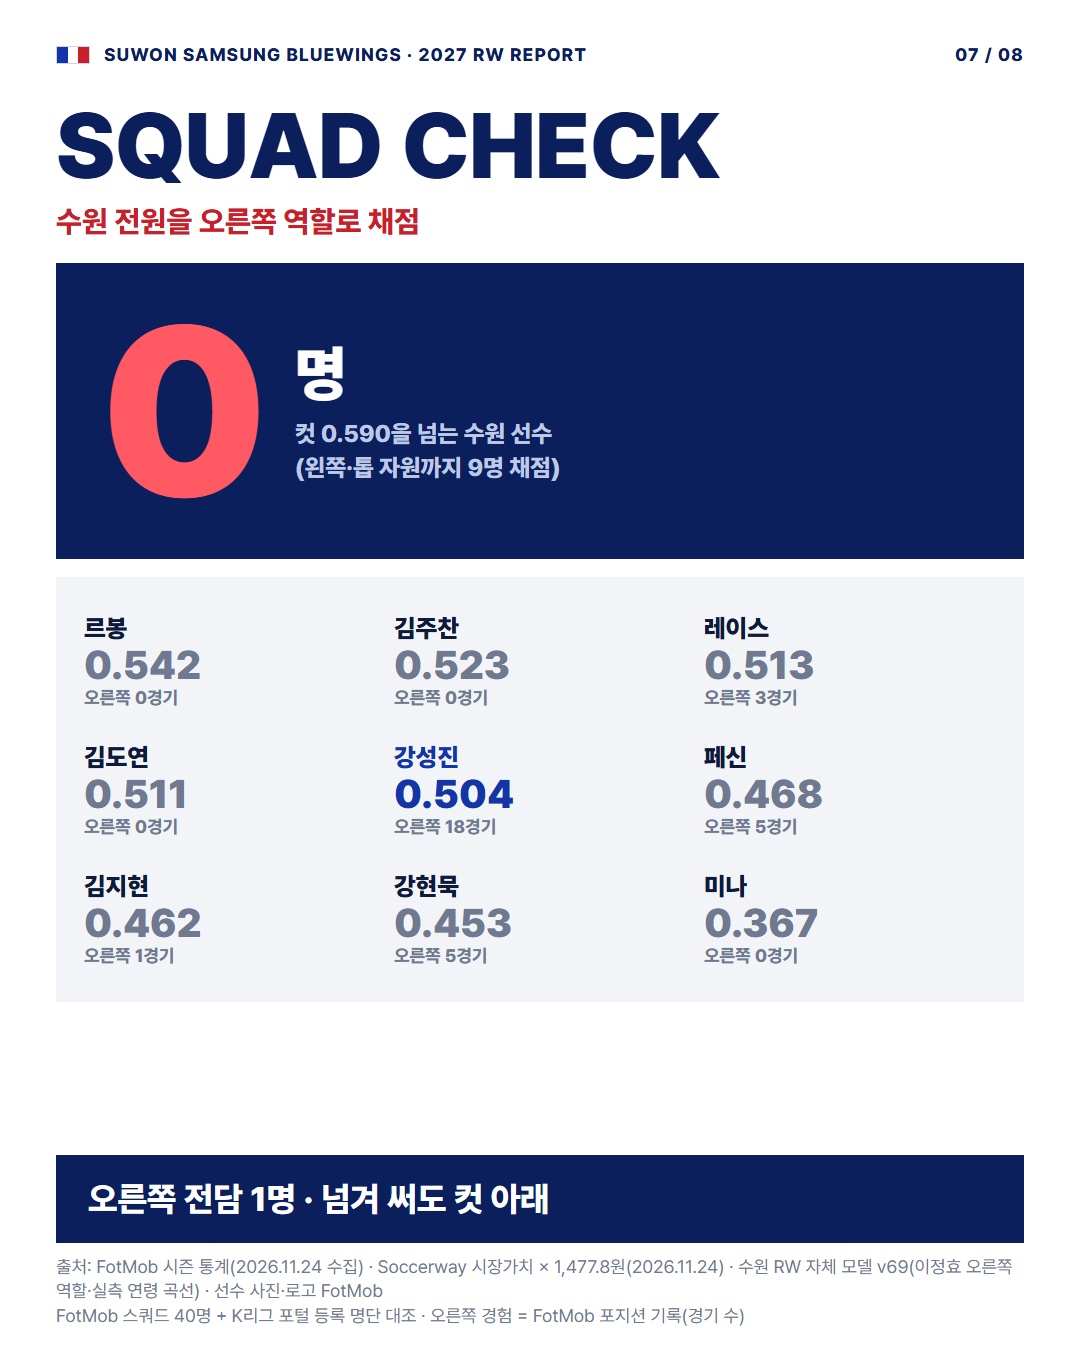 SUWON SAMSUNG BLUEWINGS · 2027 RW REPORT
07 / 08
SQUAD CHECK
수원 전원을 오른쪽 역할로 채점
0
명
컷 0.590을 넘는 수원 선수
(왼쪽·톱 자원까지 9명 채점)
르봉
0.542
오른쪽 0경기
김주찬
0.523
오른쪽 0경기
레이스
0.513
오른쪽 3경기
김도연
0.511
오른쪽 0경기
강성진
0.504
오른쪽 18경기
페신
0.468
오른쪽 5경기
김지현
0.462
오른쪽 1경기
강현묵
0.453
오른쪽 5경기
미나
0.367
오른쪽 0경기
오른쪽 전담 1명 · 넘겨 써도 컷 아래
출처: FotMob 시즌 통계(2026.11.24 수집) · Soccerway 시장가치 × 1,477.8원(2026.11.24) · 수원 RW 자체 모델 v69(이정효 오른쪽
역할·실측 연령 곡선) · 선수 사진·로고 FotMob
FotMob 스쿼드 40명 + K리그 포털 등록 명단 대조 · 오른쪽 경험 = FotMob 포지션 기록(경기 수)